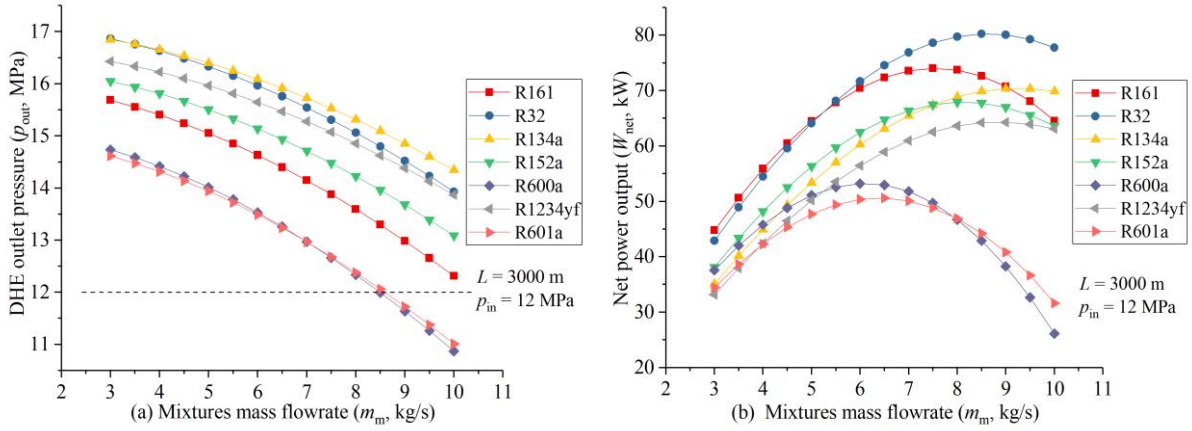 DHE outlet pressure (pout, MPa)
17
16
15
14
13
12
11
2 3 4 5 6 7 8 9 10 11
R161
R32
R134a
R152a
R600a
R1234yf
R601a
L = 3000 m
pin = 12 MPa
(a) Mixtures mass flowrate (mm, kg/s)
Net power output (Wnet, kW)
80
70
60
50
40
30
20
2 3 4 5 6 7 8 9 10 11
R161
R32
R134a
R152a
R600a
R1234yf
R601a
L = 3000 m
pin = 12 MPa
(b) Mixtures mass flowrate (mm, kg/s)